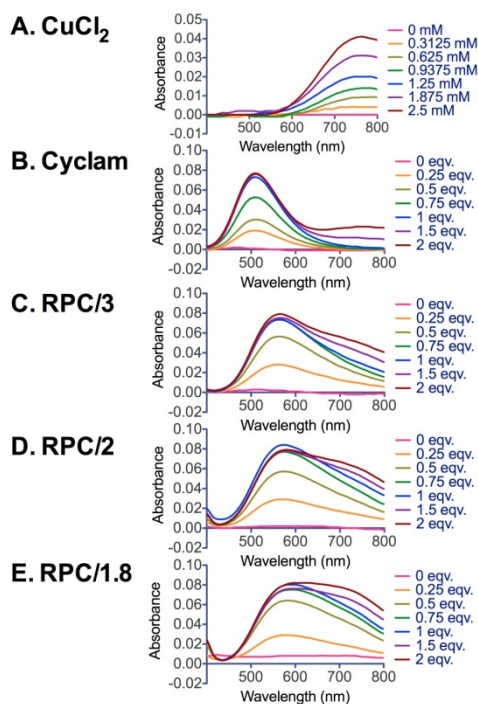 A. CuCl2
Absorbance
0.05
0.04
0.03
0.02
0.01
0.00
-0.01
500
600
700
800
Wavelength (nm)
0 mM
0.3125 mM
0.625 mM
0.9375 mM
1.25 mM
1.875 mM
2.5 mM
B. Cyclam
Absorbance
0.10
0.08
0.06
0.04
0.02
0.00
-0.02
500
600
700
800
Wavelength (nm)
0 eqv.
0.25 eqv.
0.5 eqv.
0.75 eqv.
1 eqv.
1.5 eqv.
2 eqv.
C. RPC/3
Absorbance
0.10
0.08
0.06
0.04
0.02
0.00
-0.02
500
600
700
800
Wavelength (nm)
0 eqv.
0.25 eqv.
0.5 eqv.
0.75 eqv.
1 eqv.
1.5 eqv.
2 eqv.
D. RPC/2
Absorbance
0.10
0.08
0.06
0.04
0.02
0.00
-0.02
500
600
700
800
Wavelength (nm)
0 eqv.
0.25 eqv.
0.5 eqv.
0.75 eqv.
1 eqv.
1.5 eqv.
2 eqv.
E. RPC/1.8
Absorbance
0.10
0.08
0.06
0.04
0.02
0.00
-0.02
500
600
700
800
Wavelength (nm)
0 eqv.
0.25 eqv.
0.5 eqv.
0.75 eqv.
1 eqv.
1.5 eqv.
2 eqv.